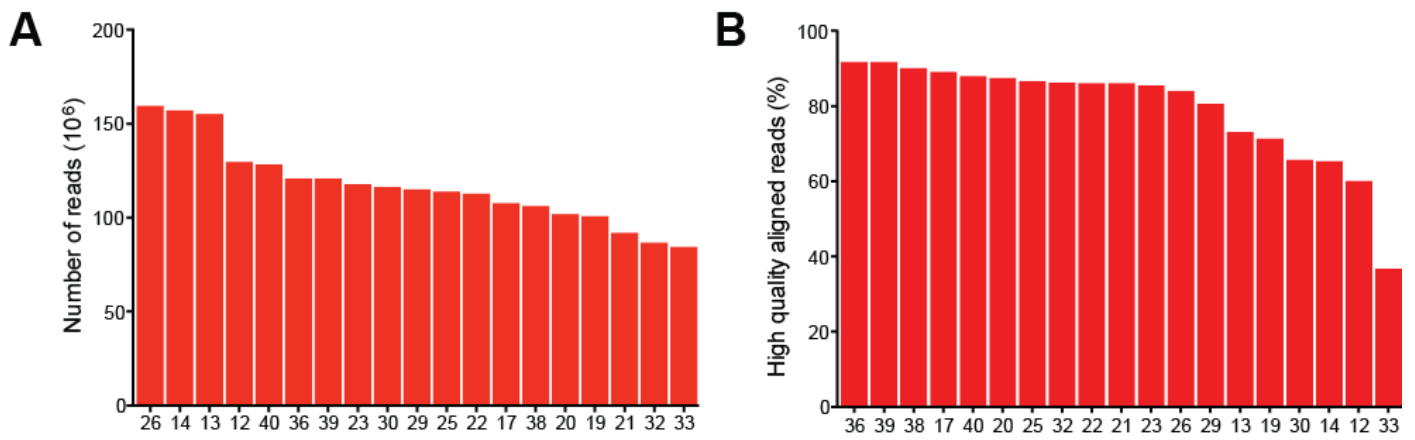 A
Number of reads (10⁶)
200
150
100
50
0
26 14 13 12 40 36 39 23 30 29 25 22 17 38 20 19 21 32 33
B
High quality aligned reads (%)
100
80
60
40
20
0
36 39 38 17 40 20 25 32 22 21 23 26 29 13 19 30 14 12 33